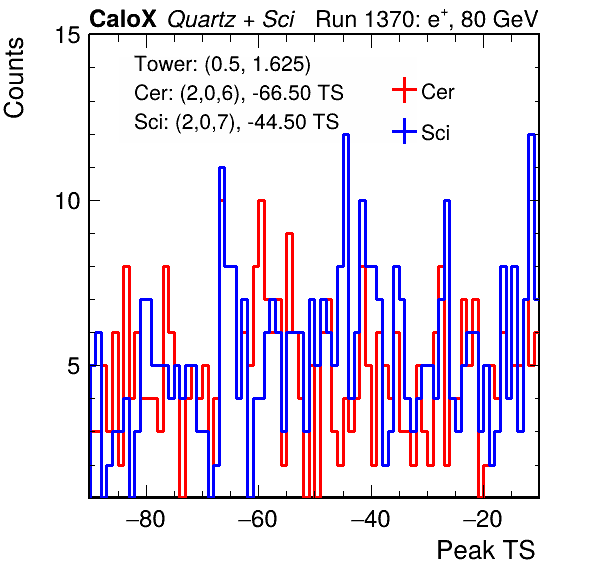 CaloX Quartz + Sci Run 1370: e+, 80 GeV
Counts
15
Tower: (0.5, 1.625)
Cer: (2,0,6), -66.50 TS
Sci: (2,0,7), -44.50 TS
Cer
Sci
10
5
−80 −60 −40 −20
Peak TS